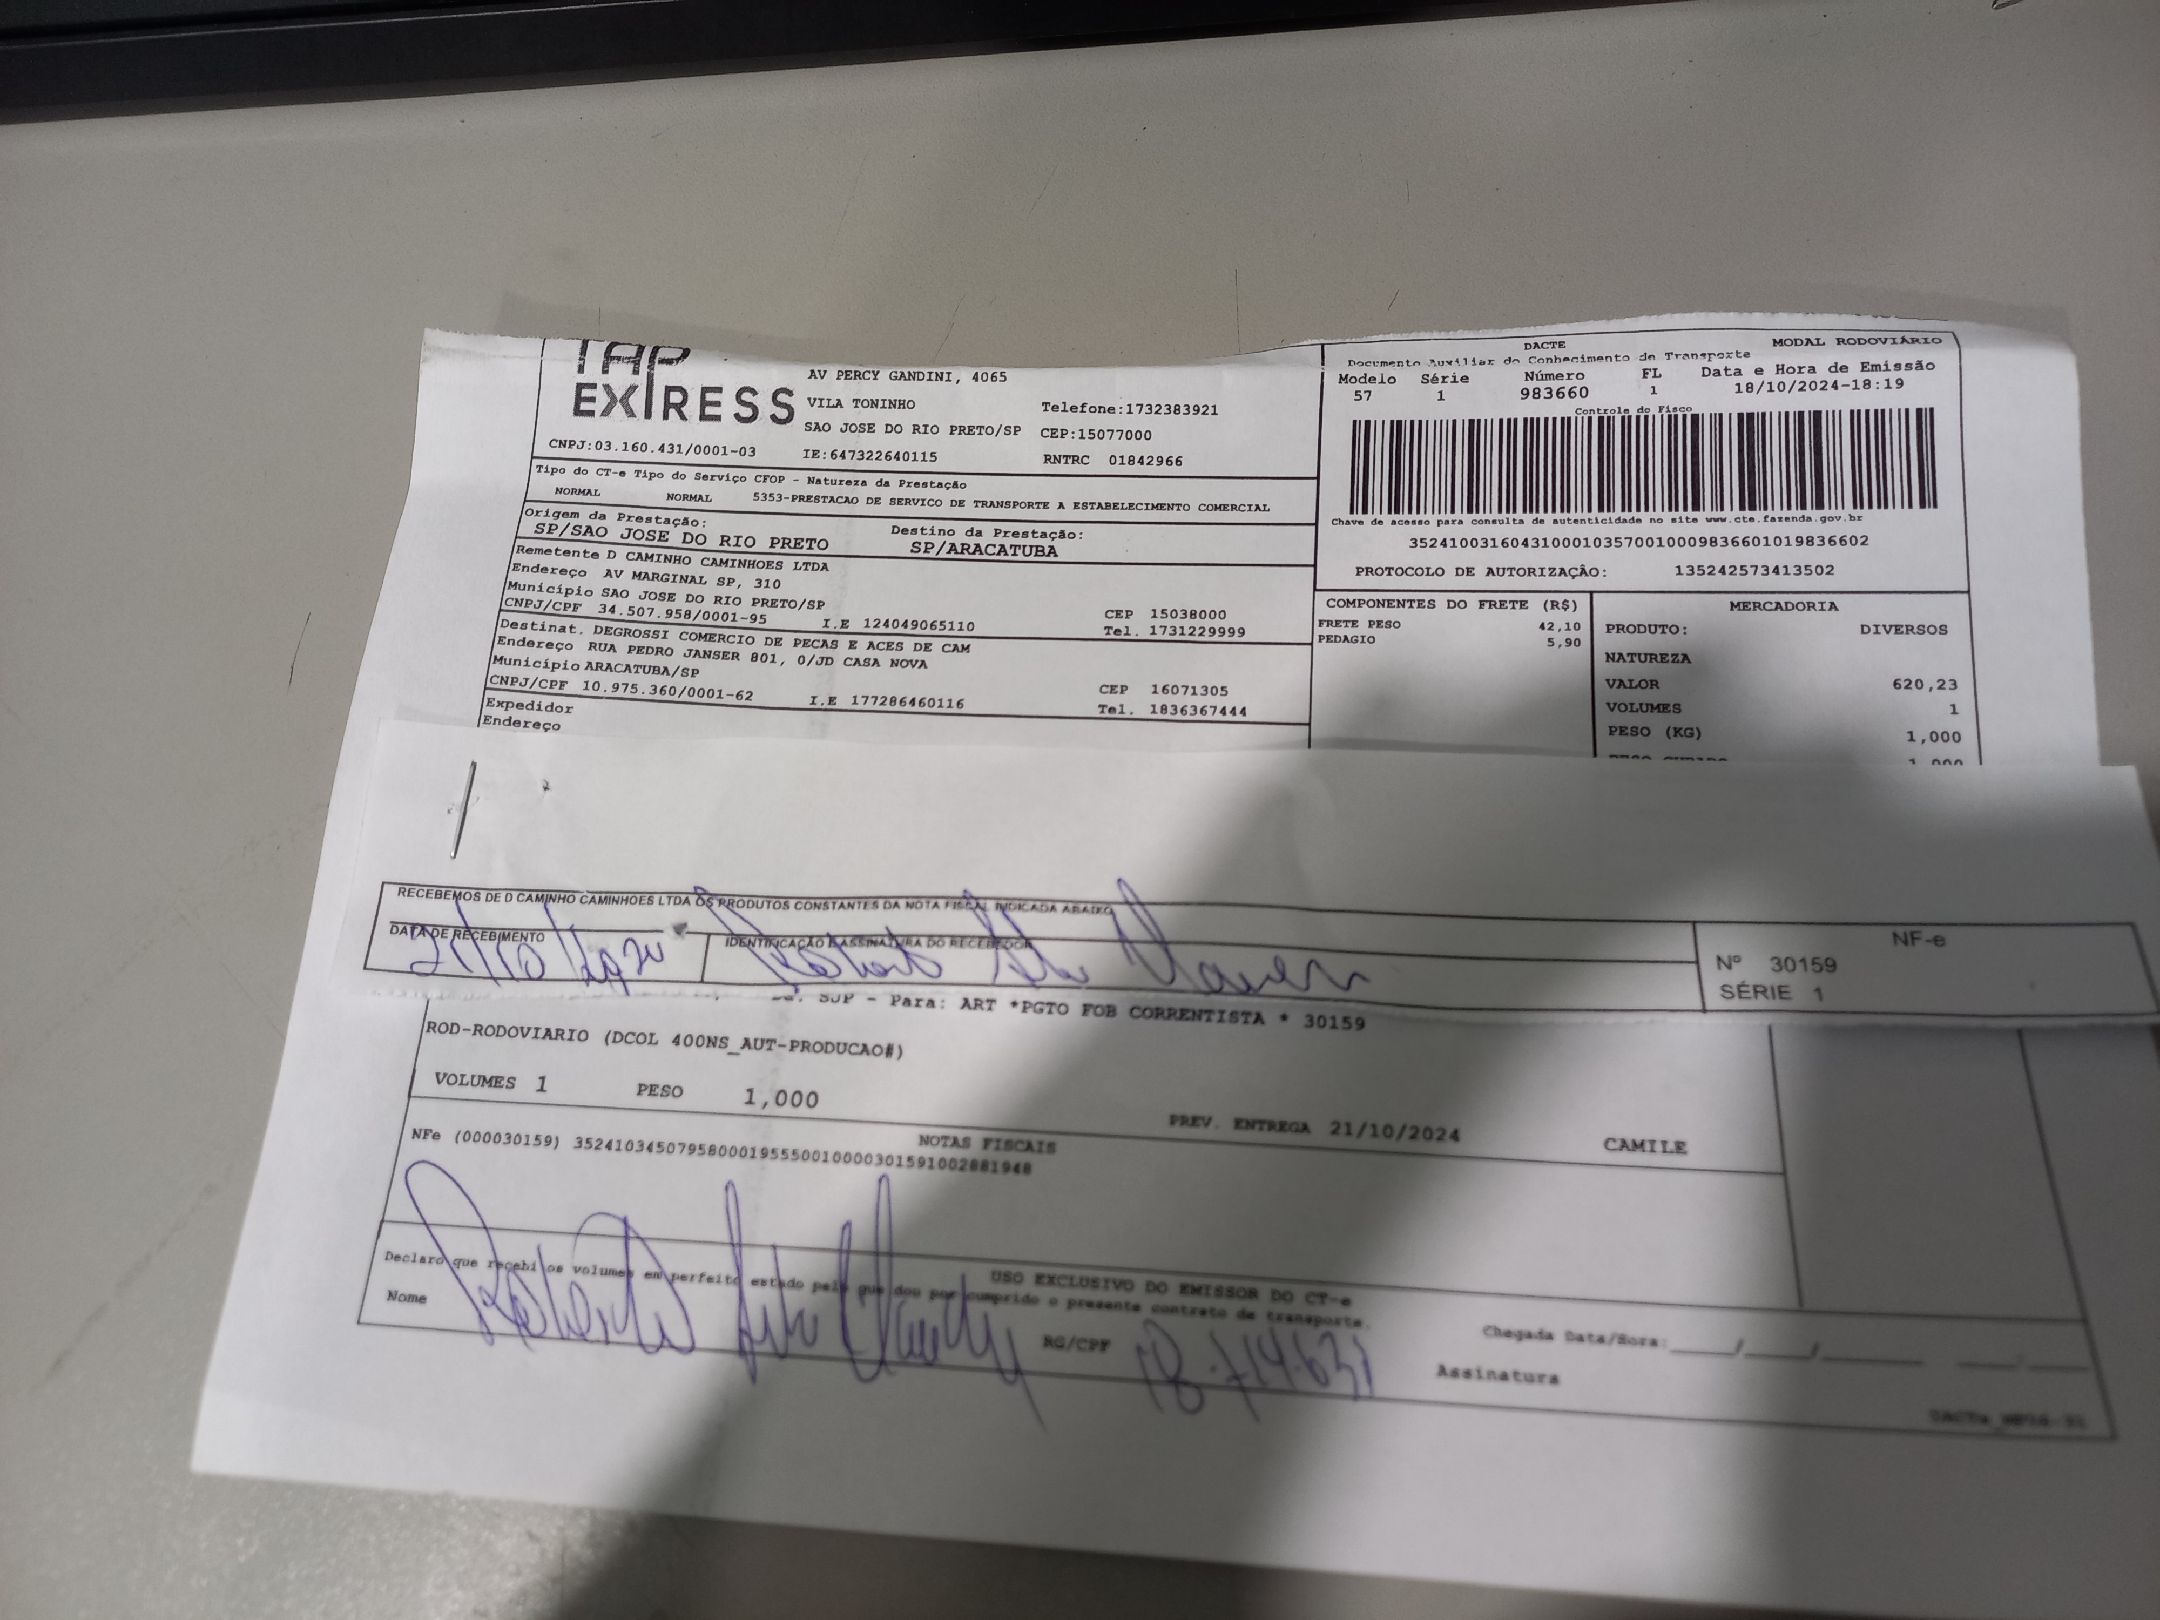 TAP
EXPRESS
AV PERCY GANDINI, 4065
VILA TONINHO
Telefone:1732383921
SAO JOSE DO RIO PRETO/SP CEP:15077000
CNPJ:03.160.431/0001-03 IE:647322640115 RNTRC 01842966
DACTE MODAL RODOVIÁRIO
Documento Auxiliar do Conhecimento de Transporte
Modelo Série Número FL Data e Hora de Emissão
57 1 983660 1 18/10/2024-18:19
Controle do Fisco
Chave de acesso para consulta de autenticidade no site www.cte.fazenda.gov.br
35241003160431000103570010009836601019836602
PROTOCOLO DE AUTORIZAÇÂO: 135242573413502
Tipo do CT-e Tipo do Serviço CFOP - Natureza da Prestação
NORMAL NORMAL 5353-PRESTACAO DE SERVICO DE TRANSPORTE A ESTABELECIMENTO COMERCIAL
Origem da Prestação: Destino da Prestação:
SP/SAO JOSE DO RIO PRETO SP/ARACATUBA
Remetente D CAMINHO CAMINHOES LTDA
Endereço AV MARGINAL SP, 310
Município SAO JOSE DO RIO PRETO/SP CEP 15038000
CNPJ/CPF 34.507.958/0001-95 I.E 124049065110 Tel. 1731229999
Destinat. DEGROSSI COMERCIO DE PECAS E ACES DE CAM
Endereço RUA PEDRO JANSER 801, 0/JD CASA NOVA
Município ARACATUBA/SP CEP 16071305
CNPJ/CPF 10.975.360/0001-62 I.E 177286460116 Tel. 1836367444
Expedidor
Endereço
COMPONENTES DO FRETE (R$)
FRETE PESO 42,10
PEDAGIO 5,90
MERCADORIA
PRODUTO: DIVERSOS
NATUREZA
VALOR 620,23
VOLUMES 1
PESO (KG) 1,000
RECEBEMOS DE D CAMINHO CAMINHOES LTDA OS PRODUTOS CONSTANTES DA NOTA FISCAL INDICADA ABAIXO
DATA DE RECEBIMENTO IDENTIFICAÇÃO E ASSINATURA DO RECEBEDOR
NF-e
Nº 30159
SÉRIE 1
SJP - Para: ART *PGTO FOB CORRENTISTA * 30159
ROD-RODOVIARIO (DCOL 400NS_AUT-PRODUCAO#)
VOLUMES 1 PESO 1,000
PREV. ENTREGA 21/10/2024 CAMILE
NOTAS FISCAIS
NFe (000030159) 35241034507958000195550010000301591002881948
USO EXCLUSIVO DO EMISSOR DO CT-e
Declaro que recebi os volumes em perfeito estado pelo que dou por cumprido o presente contrato de transporte.
Nome Roberto RG/CPF 18.714.631
Chegada Data/Hora: ____/____/______ ____:____
Assinatura